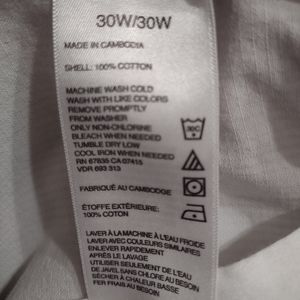 30W/30W
MADE IN CAMBODIA
SHELL: 100% COTTON
MACHINE WASH COLD
WASH WITH LIKE COLORS
REMOVE PROMPTLY
FROM WASHER
ONLY NON-CHLORINE
BLEACH WHEN NEEDED
TUMBLE DRY LOW
COOL IRON WHEN NEEDED
RN 67835 CA 07415
VDR 693 313
30C
FABRIQUÉ AU CAMBODGE
ÉTOFFE EXTÉRIEURE:
100% COTON
LAVER À LA MACHINE À L'EAU FROIDE
LAVER AVEC COULEURS SIMILAIRES
ENLEVER RAPIDEMENT
APRÈS LE LAVAGE
UTILISER SEULEMENT DE L'EAU
DE JAVEL SANS CHLORE AU BESOIN
SÉCHER À CHALEUR BASSE
FER FRAIS AU BESOIN